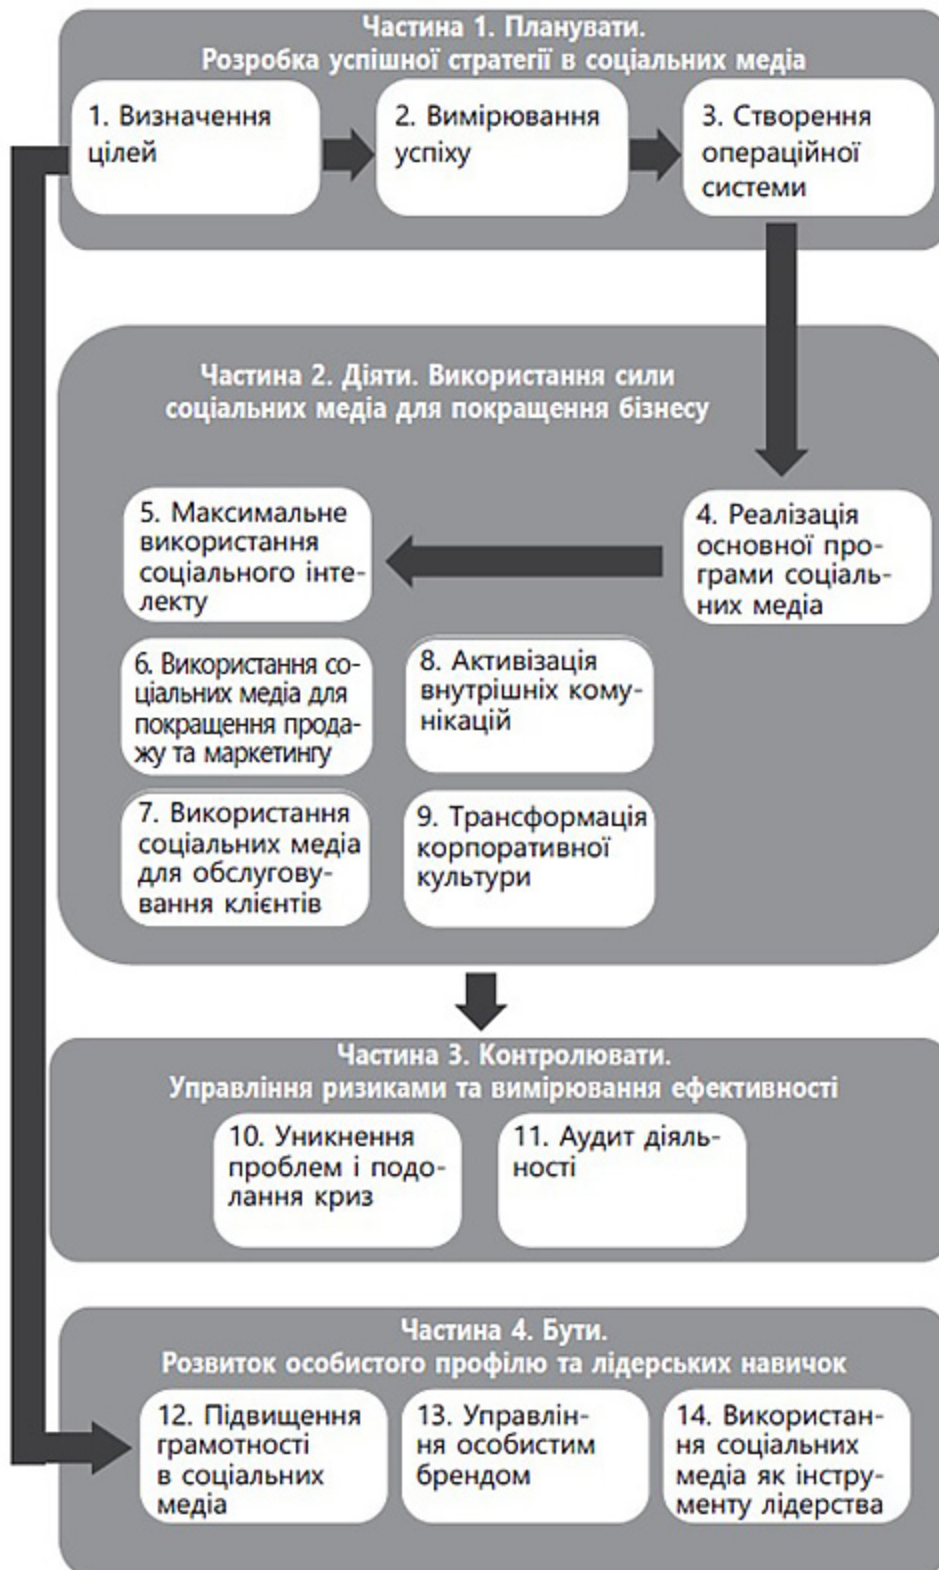 Частина 1. Планувати.
Розробка успішної стратегії в соціальних медіа
1. Визначення
цілей
2. Вимірювання
успіху
3. Створення
операційної
системи
Частина 2. Діяти. Використання сили
соціальних медіа для покращення бізнесу
4. Реалізація
основної про-
грами соціаль-
них медіа
5. Максимальне
використання
соціального інте-
лекту
6. Використання со-
ціальних медіа для
покращення прода-
жу та маркетингу
7. Використання
соціальних медіа
для обслугову-
вання клієнтів
8. Активізація
внутрішніх кому-
нікацій
9. Трансформація
корпоративної
культури
Частина 3. Контролювати.
Управління ризиками та вимірювання ефективності
10. Уникнення
проблем і подо-
лання криз
11. Аудит діяль-
ності
Частина 4. Бути.
Розвиток особистого профілю та лідерських навичок
12. Підвищення
грамотності
в соціальних
медіа
13. Управлін-
ня особистим
брендом
14. Використан-
ня соціальних
медіа як інстру-
менту лідерства